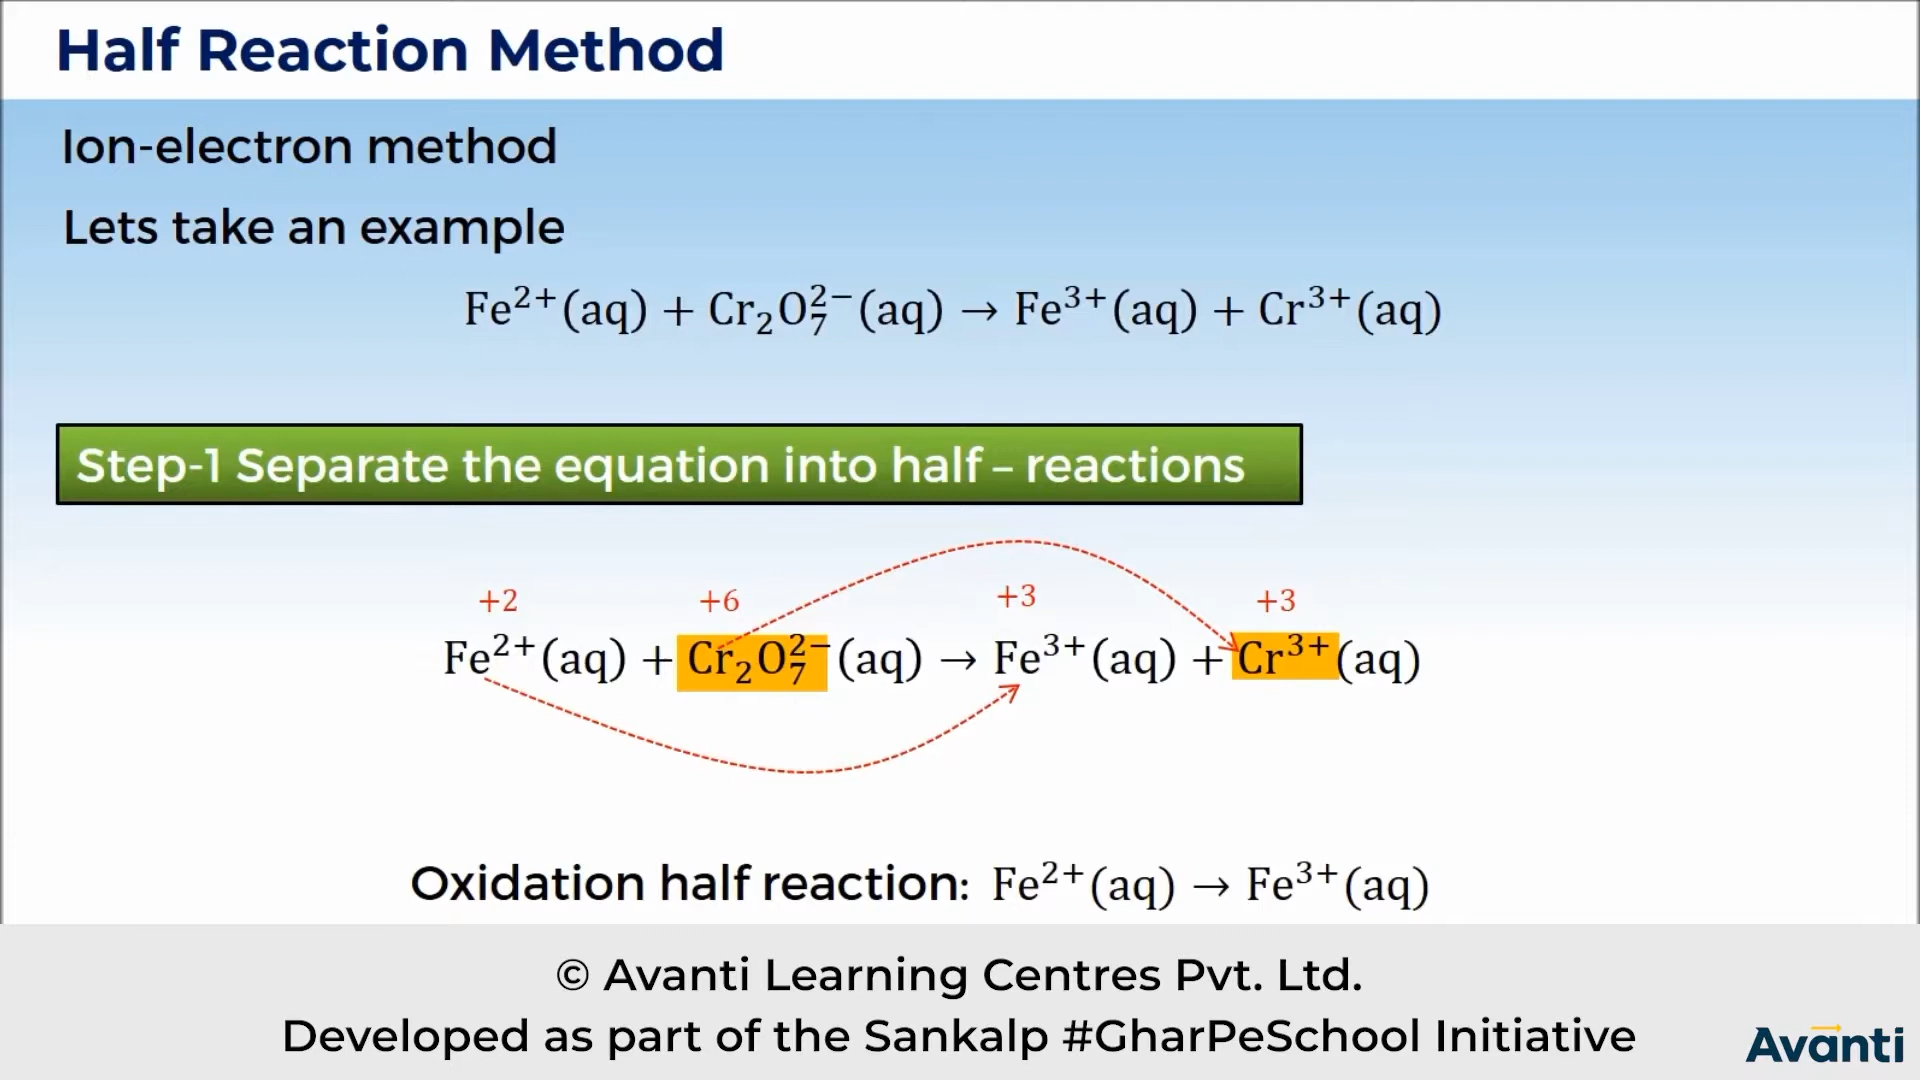 Half Reaction Method
Ion-electron method
Lets take an example
Fe²⁺(aq) + Cr₂O₇²⁻(aq) → Fe³⁺(aq) + Cr³⁺(aq)
Step-1 Separate the equation into half – reactions
+2 +6 +3 +3
Fe²⁺(aq) + Cr₂O₇²⁻(aq) → Fe³⁺(aq) + Cr³⁺(aq)
Oxidation half reaction: Fe²⁺(aq) → Fe³⁺(aq)
© Avanti Learning Centres Pvt. Ltd.
Developed as part of the Sankalp #GharPeSchool Initiative
Avanti